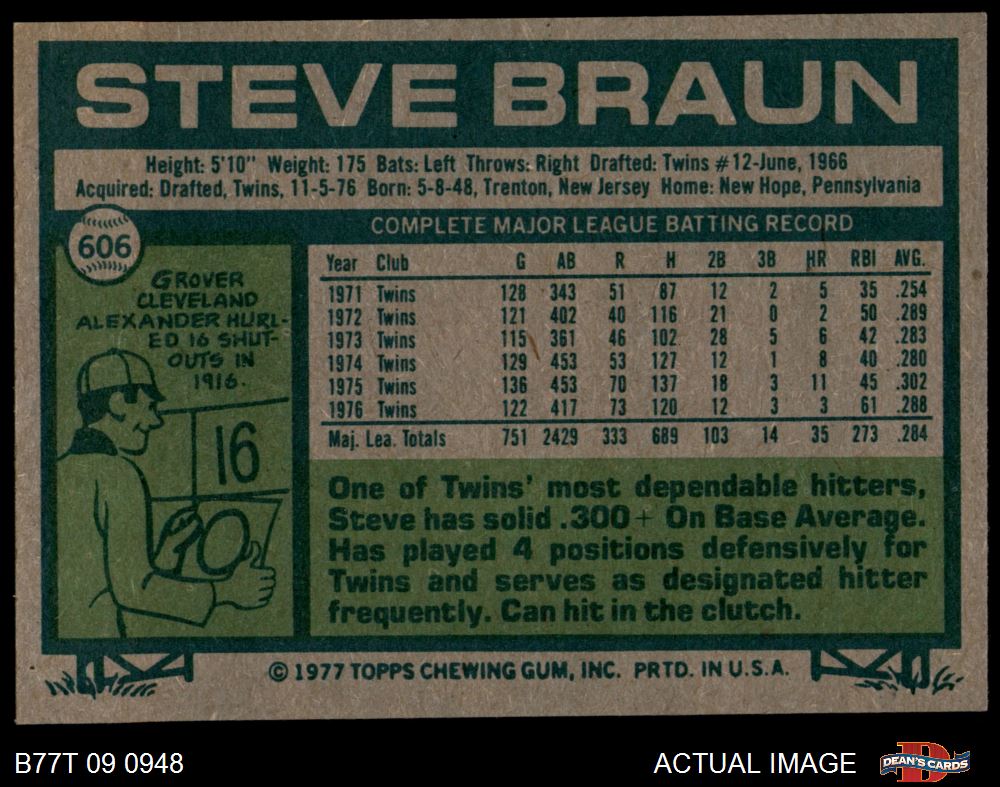 STEVE BRAUN
Height: 5'10" Weight: 175 Bats: Left Throws: Right Drafted: Twins #12-June, 1966
Acquired: Drafted, Twins, 11-5-76 Born: 5-8-48, Trenton, New Jersey Home: New Hope, Pennsylvania
606
GROVER
CLEVELAND
ALEXANDER HURL-
ED 16 SHUT-
OUTS IN
1916.
16
0
COMPLETE MAJOR LEAGUE BATTING RECORD
Year Club G AB R H 2B 3B HR RBI AVG.
1971 Twins 128 343 51 87 12 2 5 35 .254
1972 Twins 121 402 40 116 21 0 2 50 .289
1973 Twins 115 361 46 102 28 5 6 42 .283
1974 Twins 129 453 53 127 12 1 8 40 .280
1975 Twins 136 453 70 137 18 3 11 45 .302
1976 Twins 122 417 73 120 12 3 3 61 .288
Maj. Lea. Totals 751 2429 333 689 103 14 35 273 .284
One of Twins' most dependable hitters,
Steve has solid .300+ On Base Average.
Has played 4 positions defensively for
Twins and serves as designated hitter
frequently. Can hit in the clutch.
© 1977 TOPPS CHEWING GUM, INC. PRTD. IN U.S.A.
B77T 09 0948
ACTUAL IMAGE
D
DEAN'S CARDS